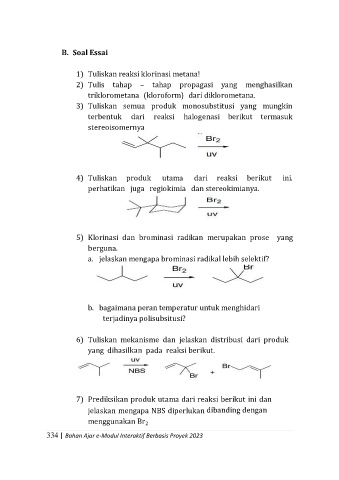 B. Soal Essai
1) Tuliskan reaksi klorinasi metana!
2) Tulis tahap – tahap propagasi yang menghasilkan
triklorometana (kloroform) dari diklorometana.
3) Tuliskan semua produk monosubstitusi yang mungkin
terbentuk dari reaksi halogenasi berikut termasuk
stereoisomernya
Br2
uv
4) Tuliskan produk utama dari reaksi berikut ini.
perhatikan juga regiokimia dan stereokimianya.
Br2
uv
5) Klorinasi dan brominasi radikan merupakan prose yang
berguna.
a. jelaskan mengapa brominasi radikal lebih selektif?
Br2
Br
uv
b. bagaimana peran temperatur untuk menghidari
terjadinya polisubsitusi?
6) Tuliskan mekanisme dan jelaskan distribusi dari produk
yang dihasilkan pada reaksi berikut.
uv
NBS
Br
+
Br
7) Prediksikan produk utama dari reaksi berikut ini dan
jelaskan mengapa NBS diperlukan dibanding dengan
menggunakan Br2
334 | Bahan Ajar e-Modul Interaktif Berbasis Proyek 2023